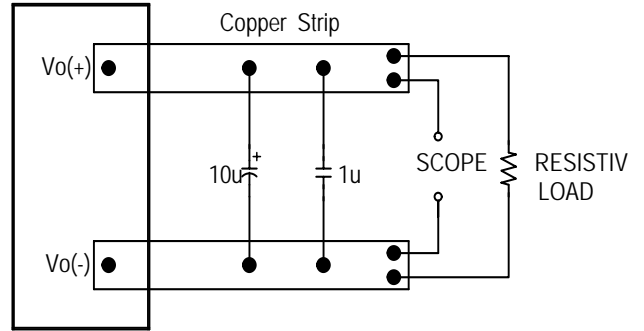 Copper Strip
Vo(+)
10u
+
1u
SCOPE
RESISTIV
LOAD
Vo(-)